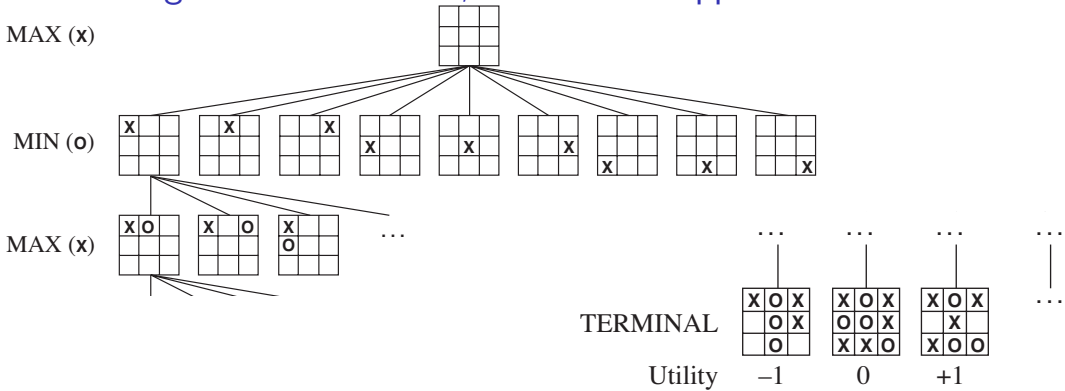 MAX (x)
MIN (o)
X X X X X X X X X
MAX (x)
X O X O X
O
...
... ... ... ...
TERMINAL
X O X X O X X O X
O X O O X X
O X X O X O O
...
Utility –1 0 +1